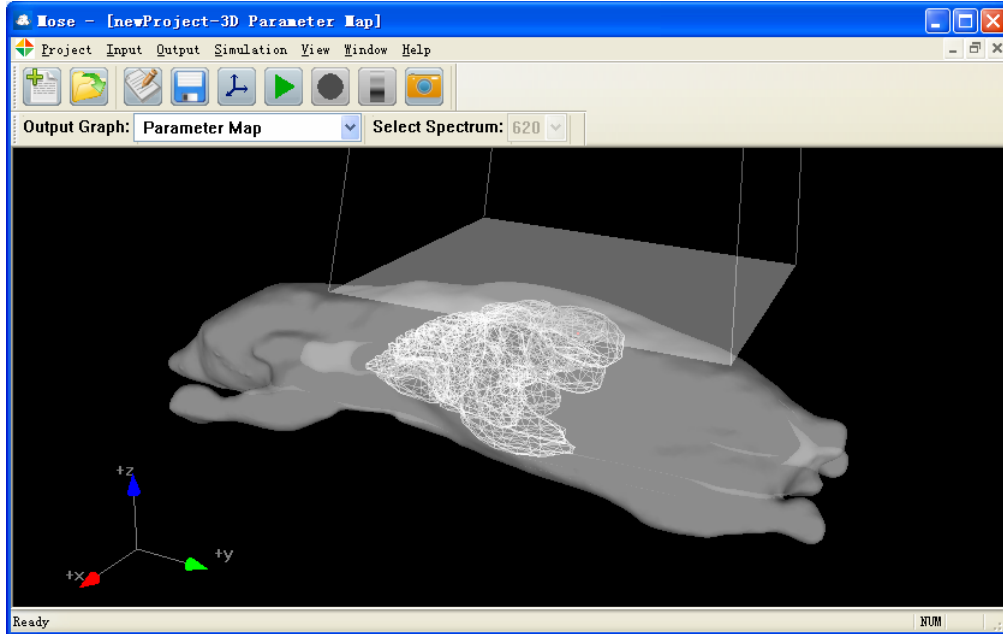 Mose - [newProject-3D Parameter Map]
Project Input Output Simulation View Window Help
Output Graph: Parameter Map Select Spectrum: 620
+z
+y
+x
Ready NUM